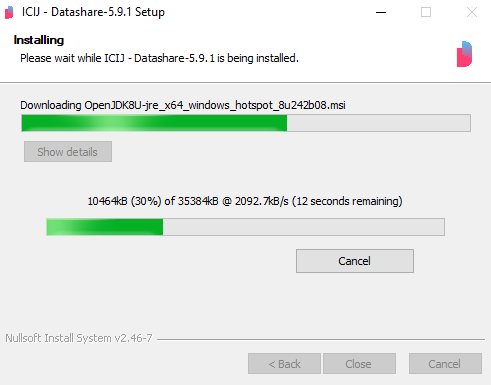 ICIJ - Datashare-5.9.1 Setup
Installing
Please wait while ICIJ - Datashare-5.9.1 is being installed.
Downloading OpenJDK8U-jre_x64_windows_hotspot_8u242b08.msi
Show details
10464kB (30%) of 35384kB @ 2092.7kB/s (12 seconds remaining)
Cancel
Nullsoft Install System v2.46-7
< Back Close Cancel